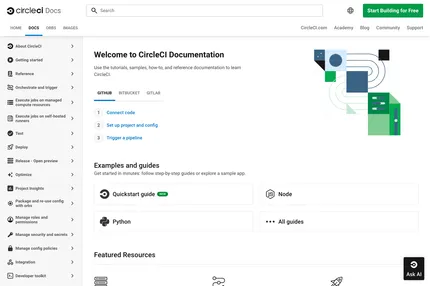 circleci Docs
Search
Start Building for Free
HOME DOCS ORBS IMAGES
CircleCI.com Academy Blog Community Support
About CircleCI
Getting started
Reference
Orchestrate and trigger
Execute jobs on managed
compute resources
Execute jobs on self-hosted
runners
Test
Deploy
Release - Open preview
Optimize
Project Insights
Package and re-use config
with orbs
Manage roles and
permissions
Manage security and secrets
Manage config policies
Integration
Developer toolkit
Welcome to CircleCI Documentation
Use the tutorials, samples, how-to, and reference documentation to learn
CircleCI.
GITHUB BITBUCKET GITLAB
1 Connect code
2 Set up project and config
3 Trigger a pipeline
Examples and guides
Get started in minutes: follow step-by-step guides or explore a sample app.
Quickstart guide
Node
Python
All guides
Featured Resources
Ask AI